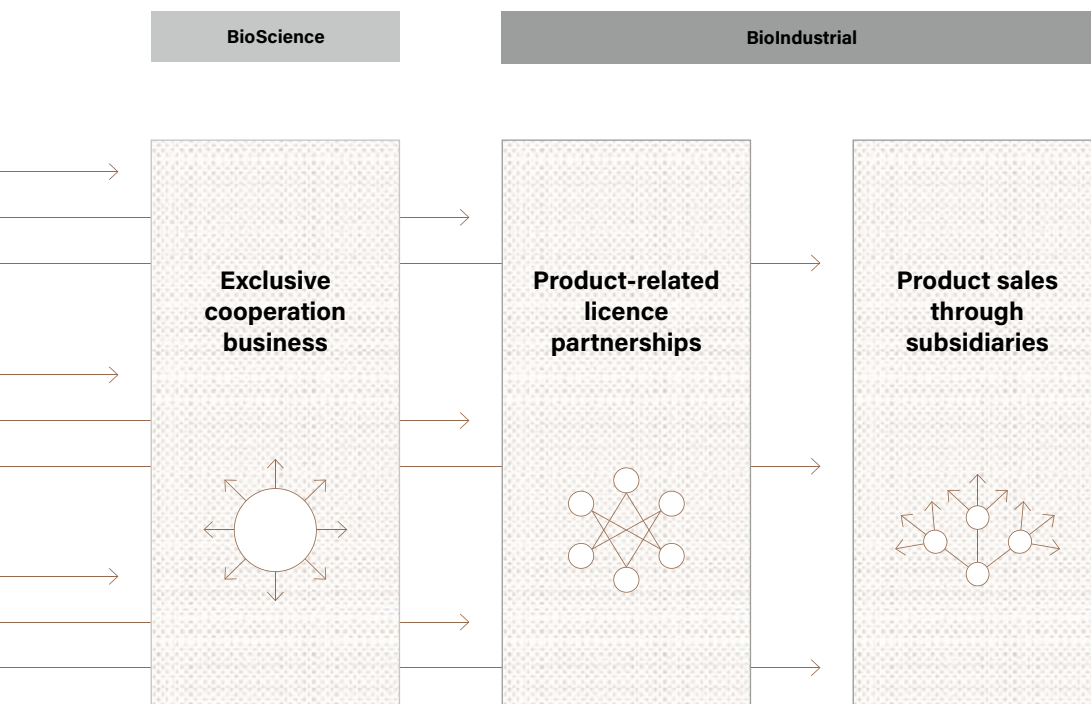 BioScience
BioIndustrial
Exclusive
cooperation
business
Product-related
licence
partnerships
Product sales
through
subsidiaries